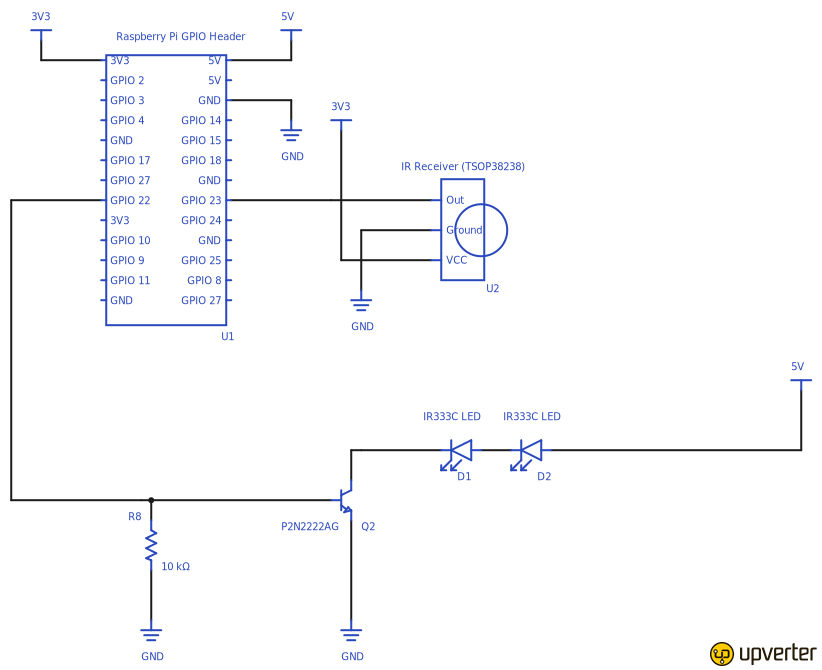 3V3
5V
Raspberry Pi GPIO Header
3V3 5V
GPIO 2 5V
GPIO 3 GND
GPIO 4 GPIO 14
GND GPIO 15
GPIO 17 GPIO 18
GPIO 27 GND
GPIO 22 GPIO 23
3V3 GPIO 24
GPIO 10 GND
GPIO 9 GPIO 25
GPIO 11 GPIO 8
GND GPIO 27
U1
GND
3V3
IR Receiver (TSOP38238)
Out
Ground
VCC
U2
GND
5V
IR333C LED
IR333C LED
D1
D2
R8
10 kΩ
P2N2222AG
Q2
GND
GND
upverter